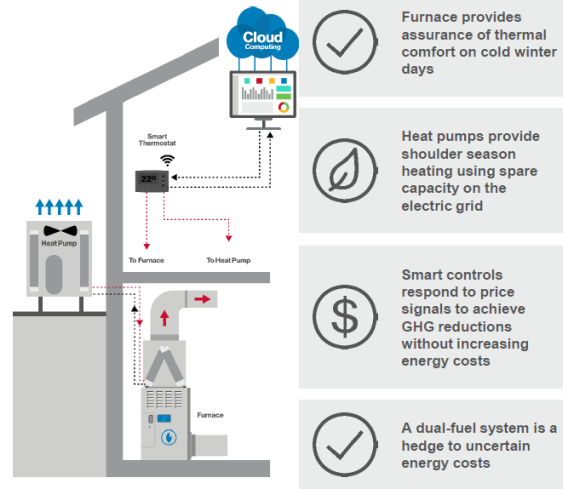 Cloud
Computing
Smart
Thermostat
22º
To Furnace
To Heat Pump
Heat Pump
Furnace
Furnace provides
assurance of thermal
comfort on cold winter
days
Heat pumps provide
shoulder season
heating using spare
capacity on the
electric grid
$
Smart controls
respond to price
signals to achieve
GHG reductions
without increasing
energy costs
A dual-fuel system is a
hedge to uncertain
energy costs